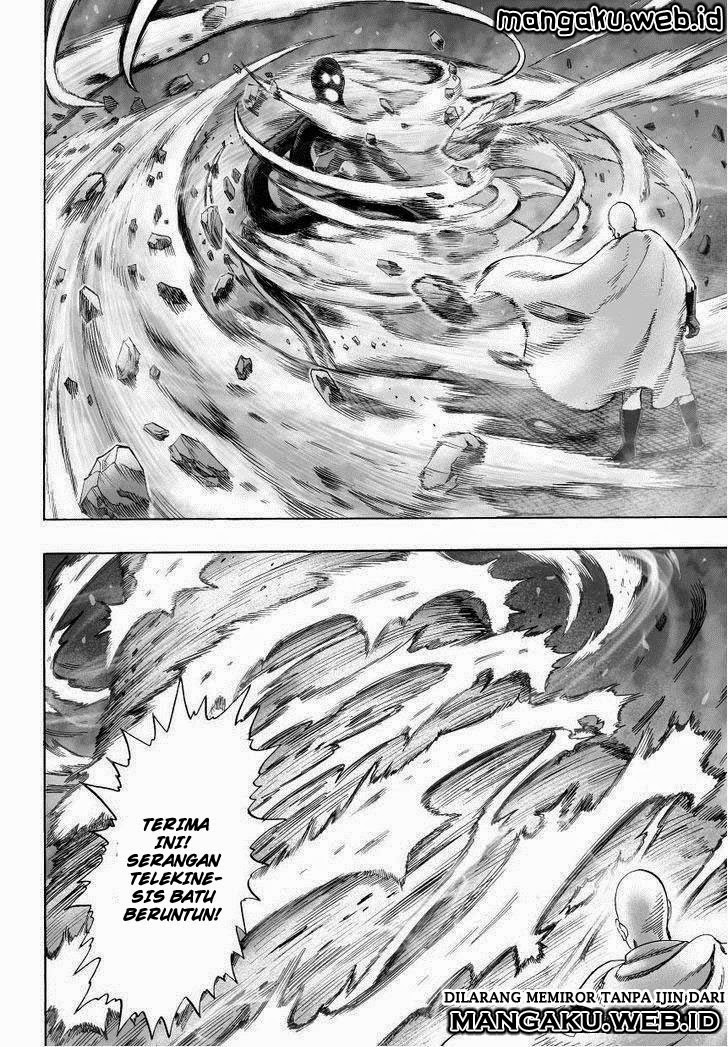 mangaku.web.id
TERIMA
INI!
SERANGAN
TELEKINE-
SIS BATU
BERUNTUN!
DILARANG MEMIROR TANPA IJIN DARI
MANGAKU.WEB.ID